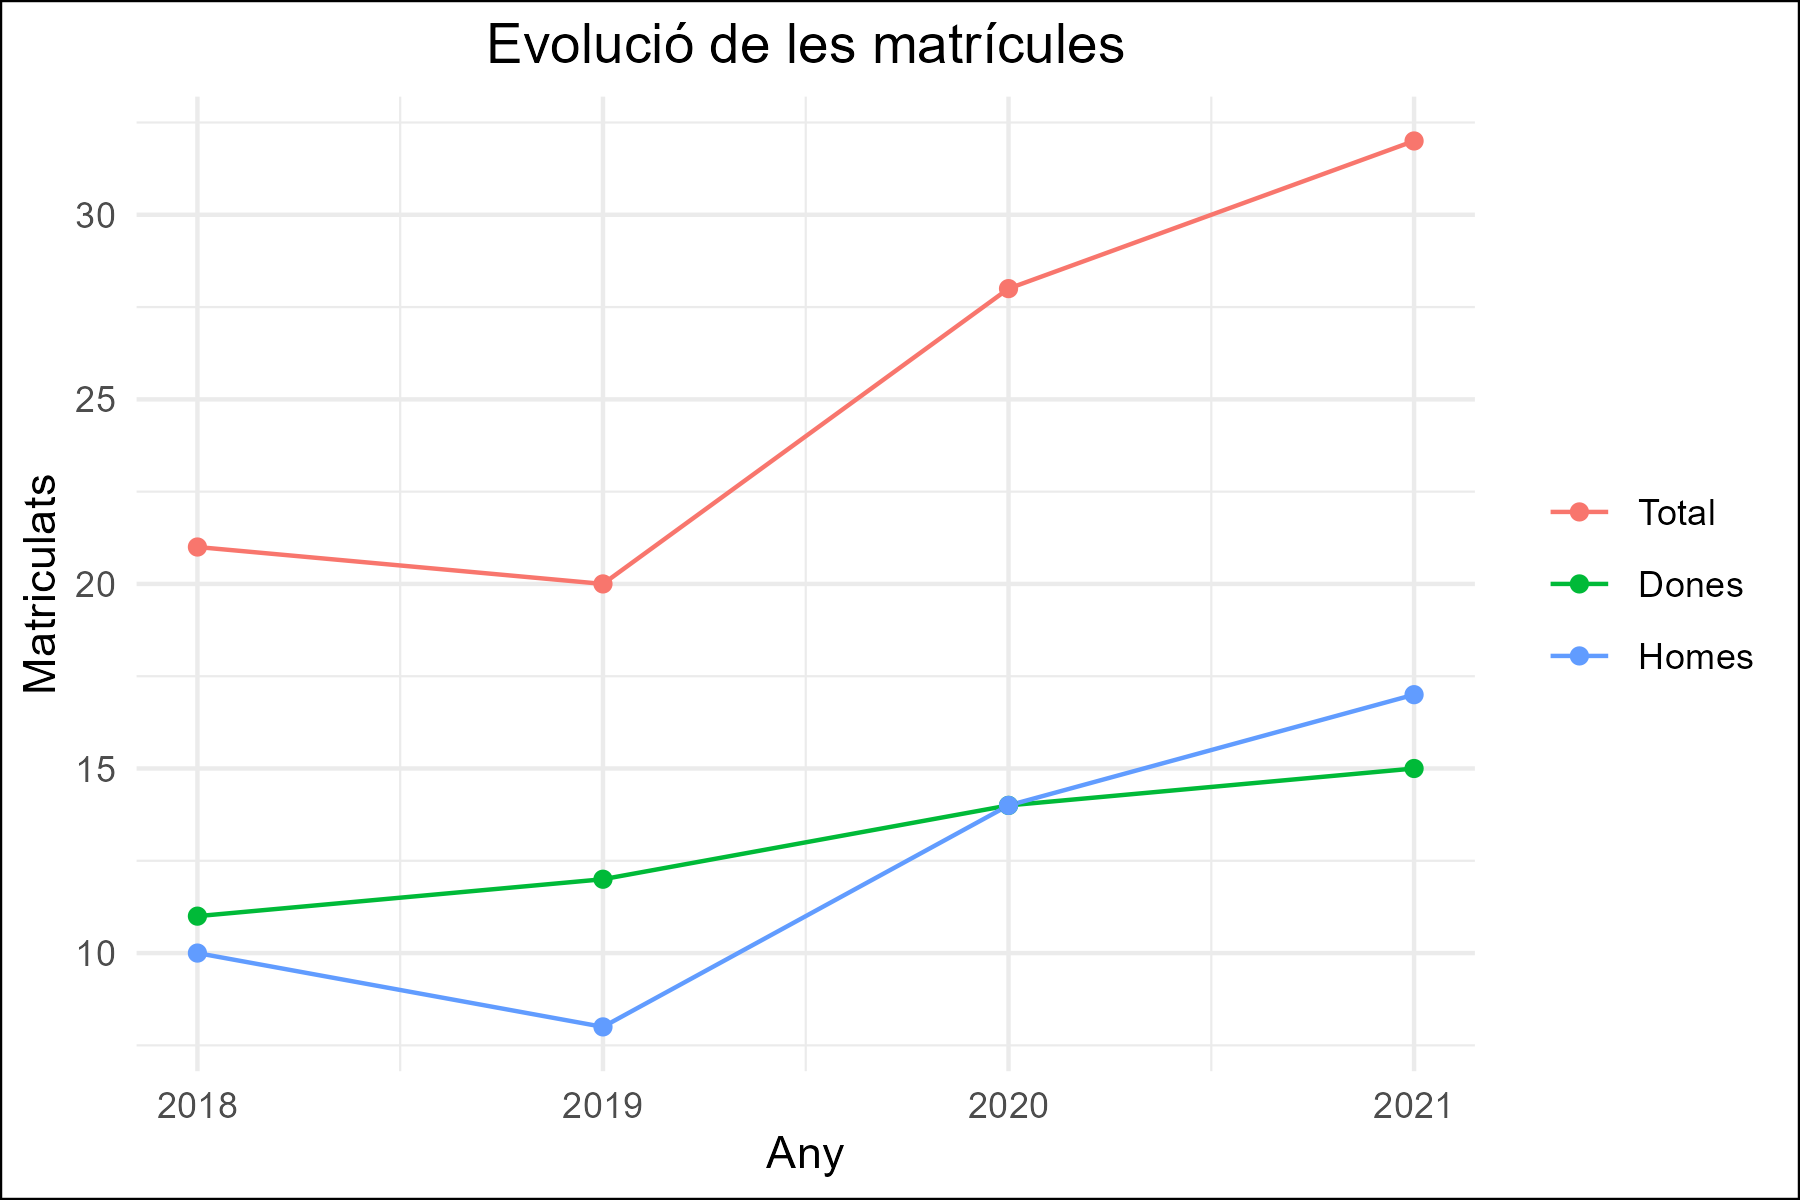 Evolució de les matrícules
Matriculats
30
25
20
15
10
2018
2019
2020
2021
Any
Total
Dones
Homes